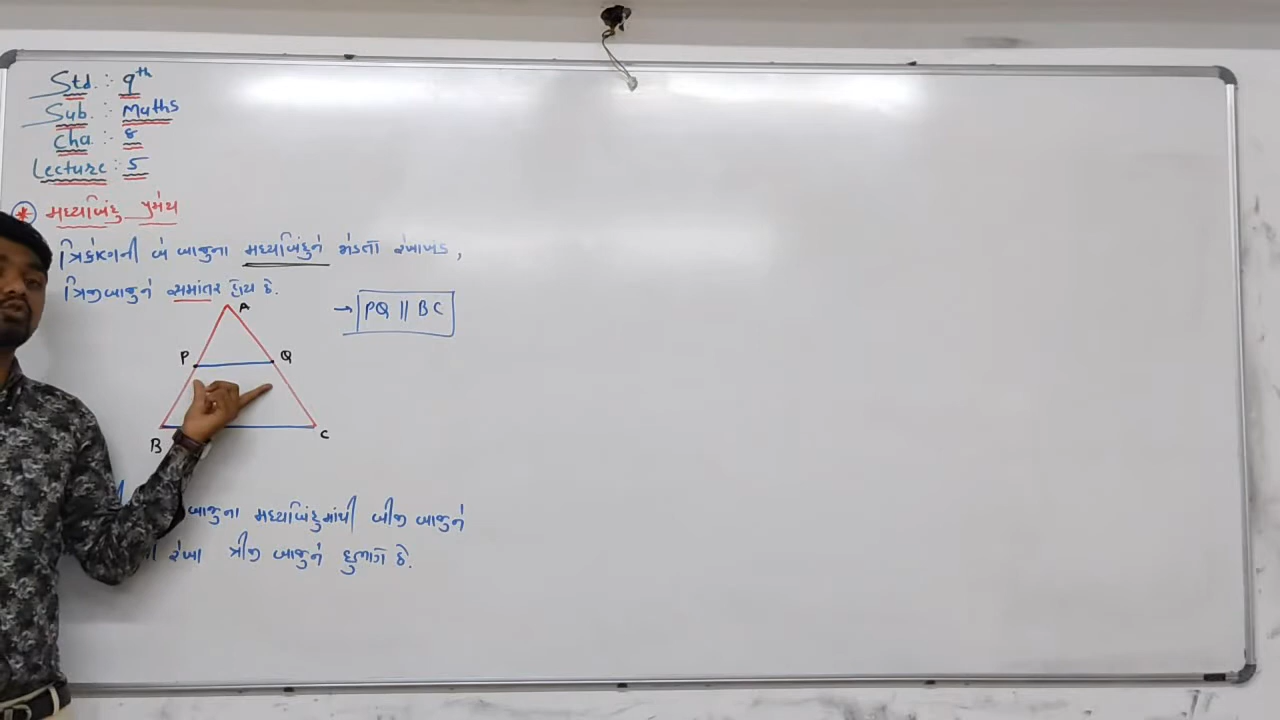 Std. : 9th
Sub. : Maths
Cha. : 8
Lecture : 5
* મધ્યબિંદુ પ્રમેય
ત્રિકોણની બે બાજુના મધ્યબિંદુને જોડતો રેખાખંડ,
ત્રિજીબાજુને સમાંતર હોય છે.
→ PQ || BC
A
P Q
B C
બાજુના મધ્યબિંદુમાંથી બીજી બાજુને
રેખા ત્રીજી બાજુને દુભાગે છે.